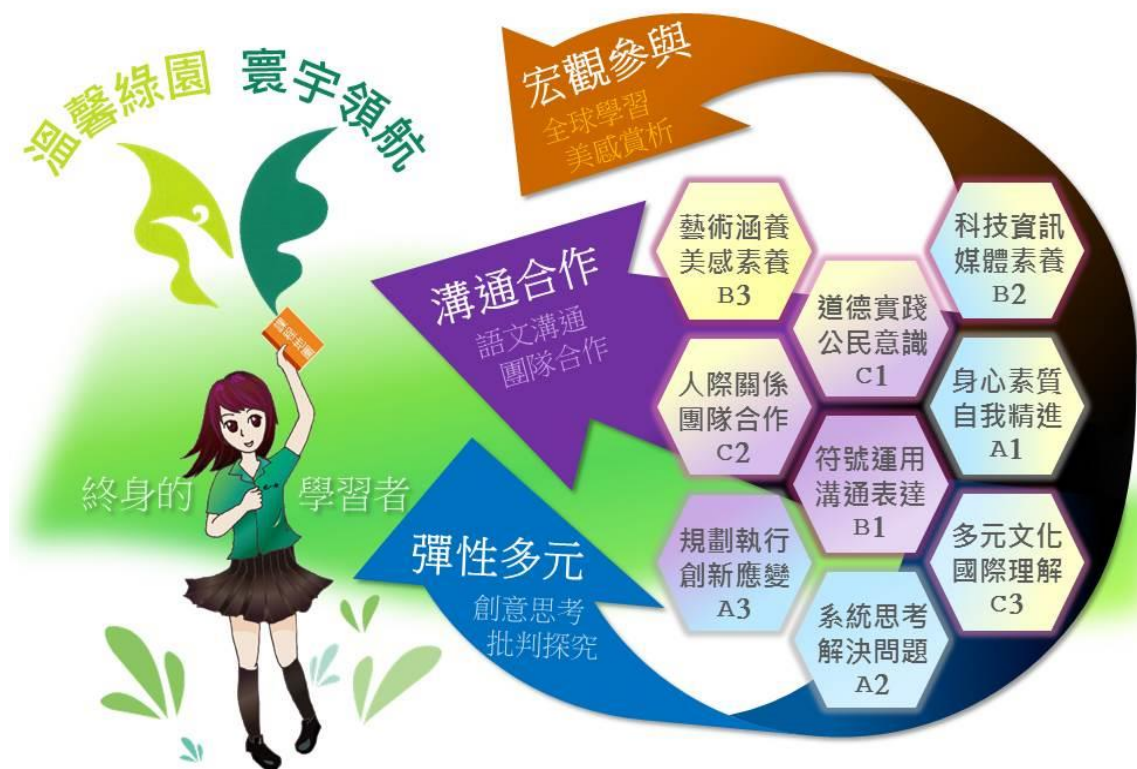 溫馨綠園 寰宇領航
課程地圖
終身的 學習者
宏觀參與
全球學習
美感賞析
溝通合作
語文溝通
團隊合作
彈性多元
創意思考
批判探究
藝術涵養
美感素養
B3
科技資訊
媒體素養
B2
道德實踐
公民意識
C1
人際關係
團隊合作
C2
身心素質
自我精進
A1
符號運用
溝通表達
B1
規劃執行
創新應變
A3
多元文化
國際理解
C3
系統思考
解決問題
A2